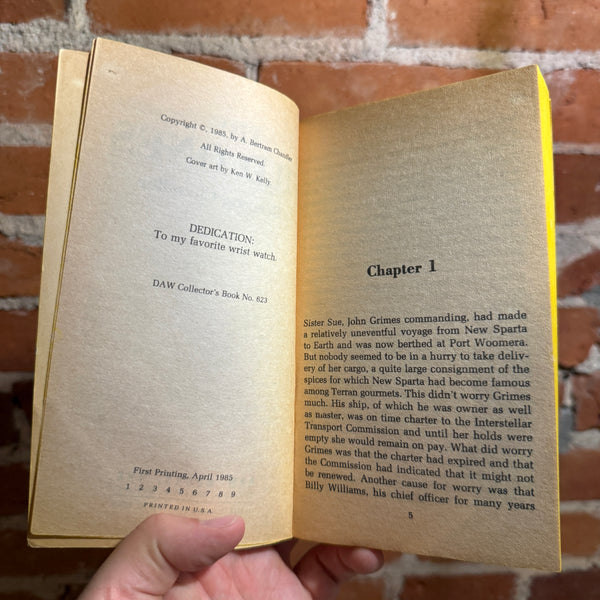 Copyright ©, 1985, by A. Bertram Chandler
All Rights Reserved.
Cover art by Ken W. Kelly.
DEDICATION:
To my favorite wrist watch.
DAW Collector's Book No. 623
First Printing, April 1985
1 2 3 4 5 6 7 8 9
PRINTED IN U.S.A.
Chapter 1
Sister Sue, John Grimes commanding, had made
a relatively uneventful voyage from New Sparta
to Earth and was now berthed at Port Woomera.
But nobody seemed to be in a hurry to take deliv-
ery of her cargo, a quite large consignment of the
spices for which New Sparta had become famous
among Terran gourmets. This didn't worry Grimes
much. His ship, of which he was owner as well
as master, was on time charter to the Interstellar
Transport Commission and until her holds were
empty she would remain on pay. What did worry
Grimes was that the charter had expired and that
the Commission had indicated that it might not
be renewed. Another cause for worry was that
Billy Williams, his chief officer for many years
5